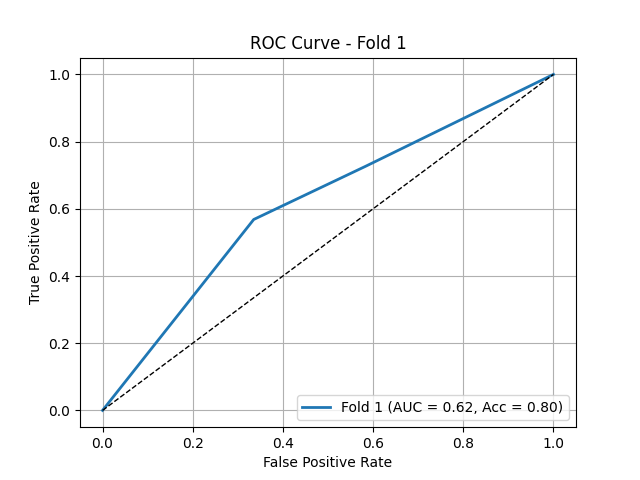 ROC Curve - Fold 1
True Positive Rate
1.0
0.8
0.6
0.4
0.2
0.0
Fold 1 (AUC = 0.62, Acc = 0.80)
0.0 0.2 0.4 0.6 0.8 1.0
False Positive Rate